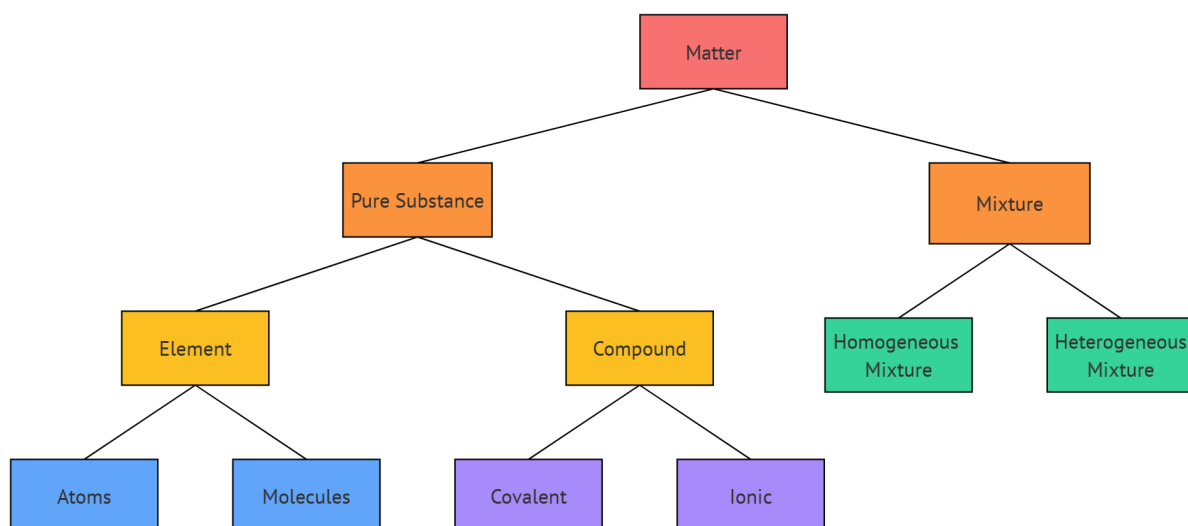 Matter
Pure Substance
Mixture
Element
Compound
Homogeneous
Mixture
Heterogeneous
Mixture
Atoms
Molecules
Covalent
Ionic